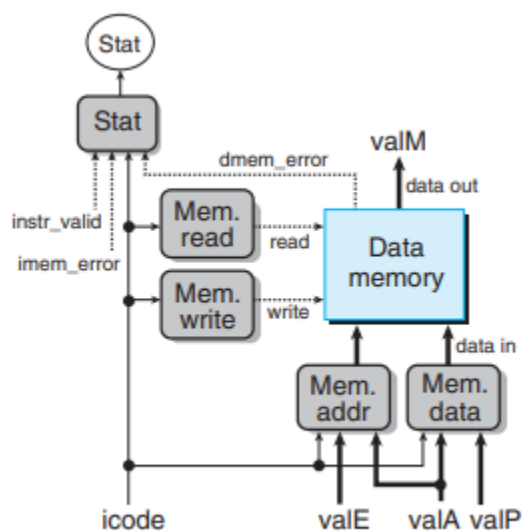 Stat
Stat
dmem_error
valM
data out
instr_valid
Mem.
read
read
imem_error
Data
memory
Mem.
write
write
data in
Mem.
addr
Mem.
data
icode
valE
valA
valP